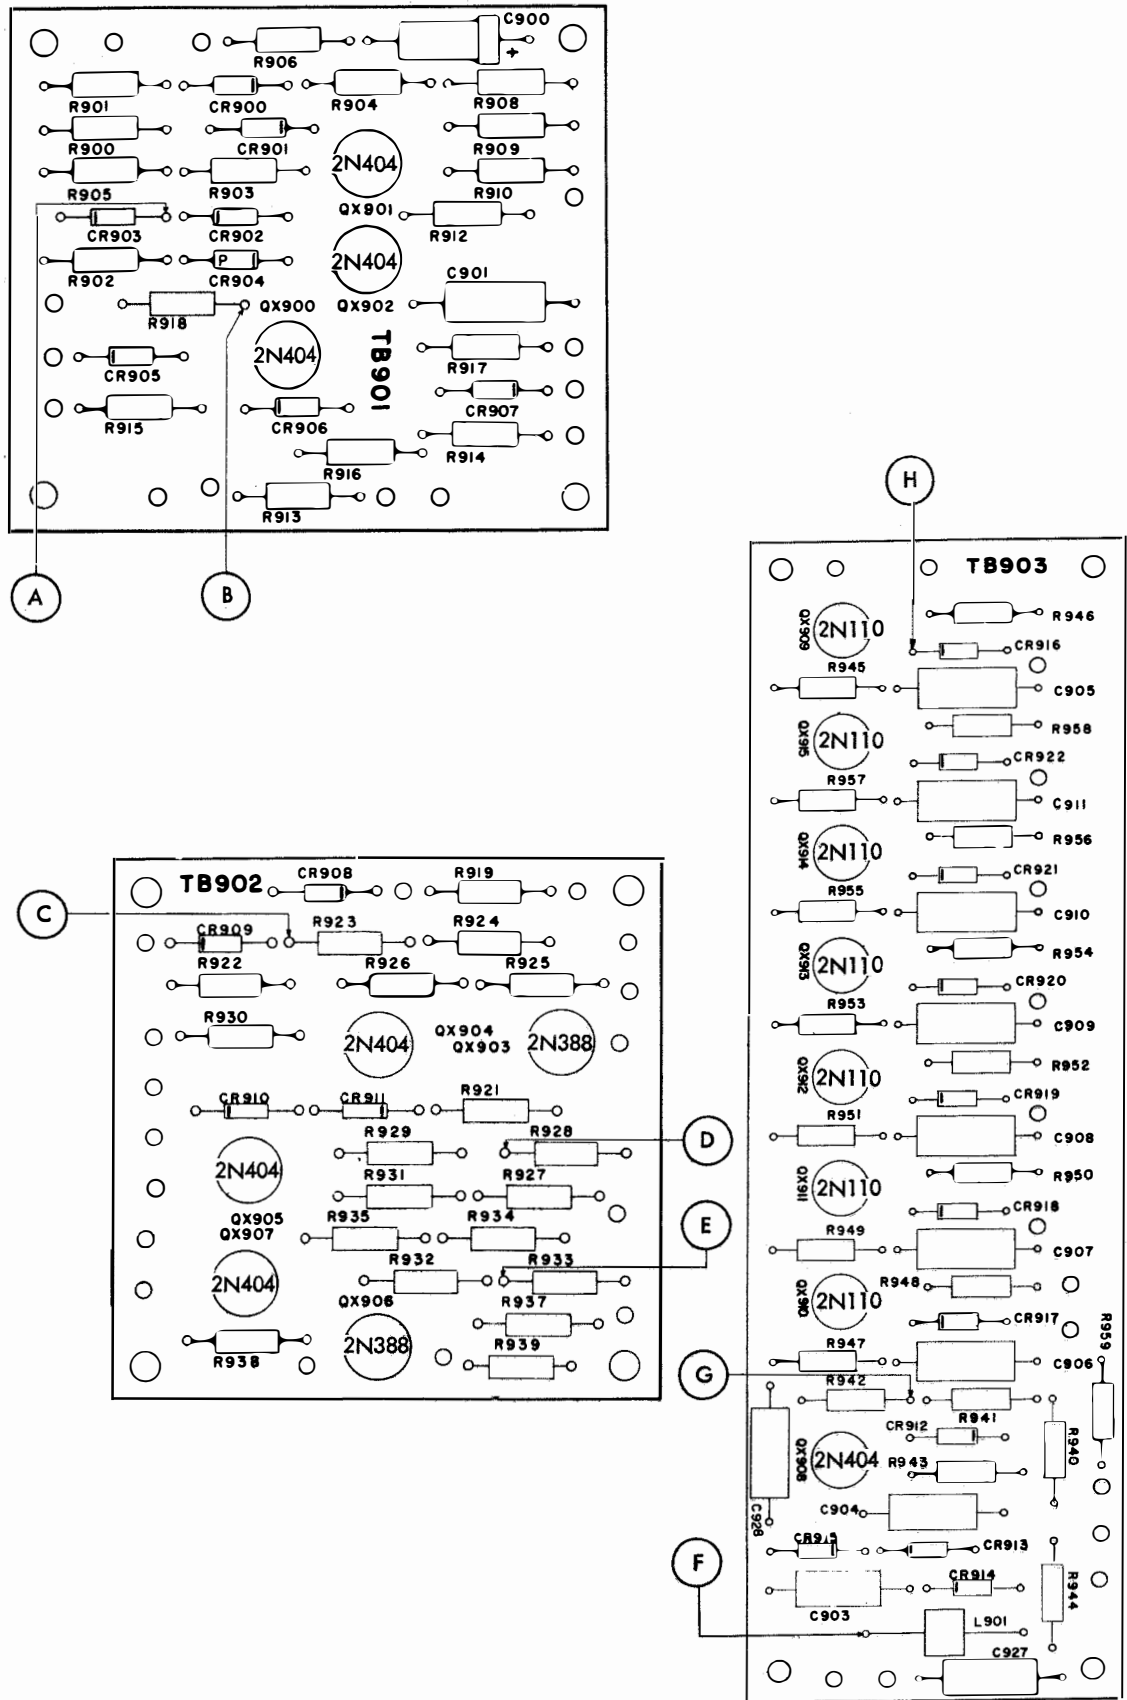 C900
+
R906
R901 CR900 R904 R908
R900 CR901 2N404 R909
R905 R903 QX901 R910
CR903 CR902 R912
R902 P CR904 2N404 C901
R918 QX900 QX902
2N404 TB901 R917
CR905 CR907
R915 CR906 R914
R916
R913
A B
H
TB903
QX909 2N110 R946
CR916
R945 C905
QX915 2N110 R958
CR922
R957 C911
QX914 2N110 R956
CR921
R955 C910
QX913 2N110 R954
CR920
R953 C909
QX912 2N110 R952
CR919
R951 C908
QX911 2N110 R950
CR918
R949 C907
QX910 2N110 R948
CR917
R947 C906 R959
G
R942 R941
CR912 R940
QX908 2N404 R943
C904
C928
CR915 CR913
F
CR914 R944
C903 L901
C927
TB902 CR908 R919
C
CR909 R923 R924
R922 R926 R925
R930 2N404 QX904
QX903 2N388
CR910 CR911 R921
R929 R928
D
2N404 R931 R927
QX905
QX907
R935 R934
E
2N404 R932 R933
QX906 R937
R938 2N388 R939